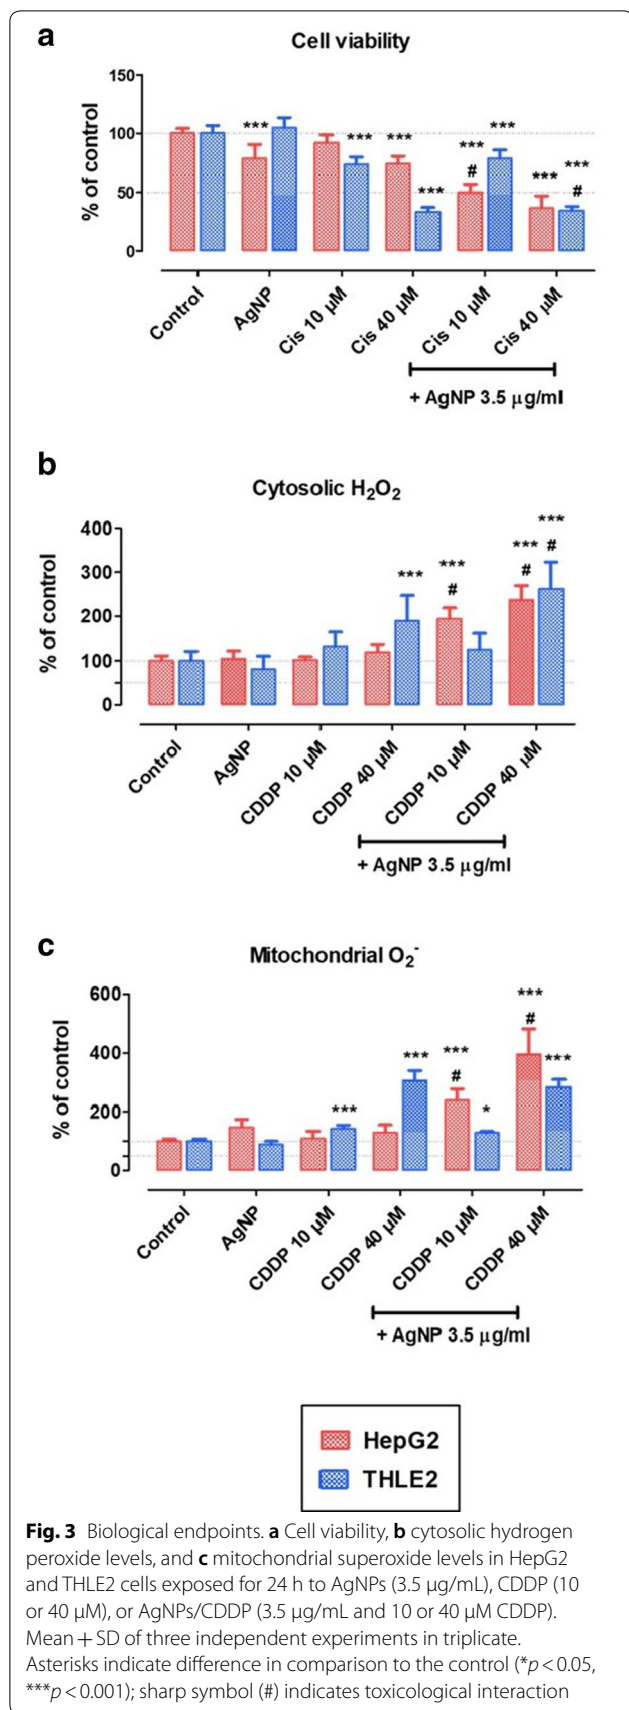 a
Cell viability
150
100
50
0
% of control
*** *** *** *** *** *** *** ***
# #
Control
AgNP
Cis 10 µM
Cis 40 µM
Cis 10 µM
Cis 40 µM
+ AgNP 3.5 µg/ml
b
Cytosolic H₂O₂
400
300
200
100
0
% of control
*** *** *** ***
# # #
Control
AgNP
CDDP 10 µM
CDDP 40 µM
CDDP 10 µM
CDDP 40 µM
+ AgNP 3.5 µg/ml
c
Mitochondrial O₂⁻
600
400
200
0
% of control
*** *** *** * *** ***
# #
Control
AgNP
CDDP 10 µM
CDDP 40 µM
CDDP 10 µM
CDDP 40 µM
+ AgNP 3.5 µg/ml
HepG2
THLE2
Fig. 3 Biological endpoints. a Cell viability, b cytosolic hydrogen
peroxide levels, and c mitochondrial superoxide levels in HepG2
and THLE2 cells exposed for 24 h to AgNPs (3.5 µg/mL), CDDP (10
or 40 µM), or AgNPs/CDDP (3.5 µg/mL and 10 or 40 µM CDDP).
Mean + SD of three independent experiments in triplicate.
Asterisks indicate difference in comparison to the control (*p < 0.05,
***p < 0.001); sharp symbol (#) indicates toxicological interaction